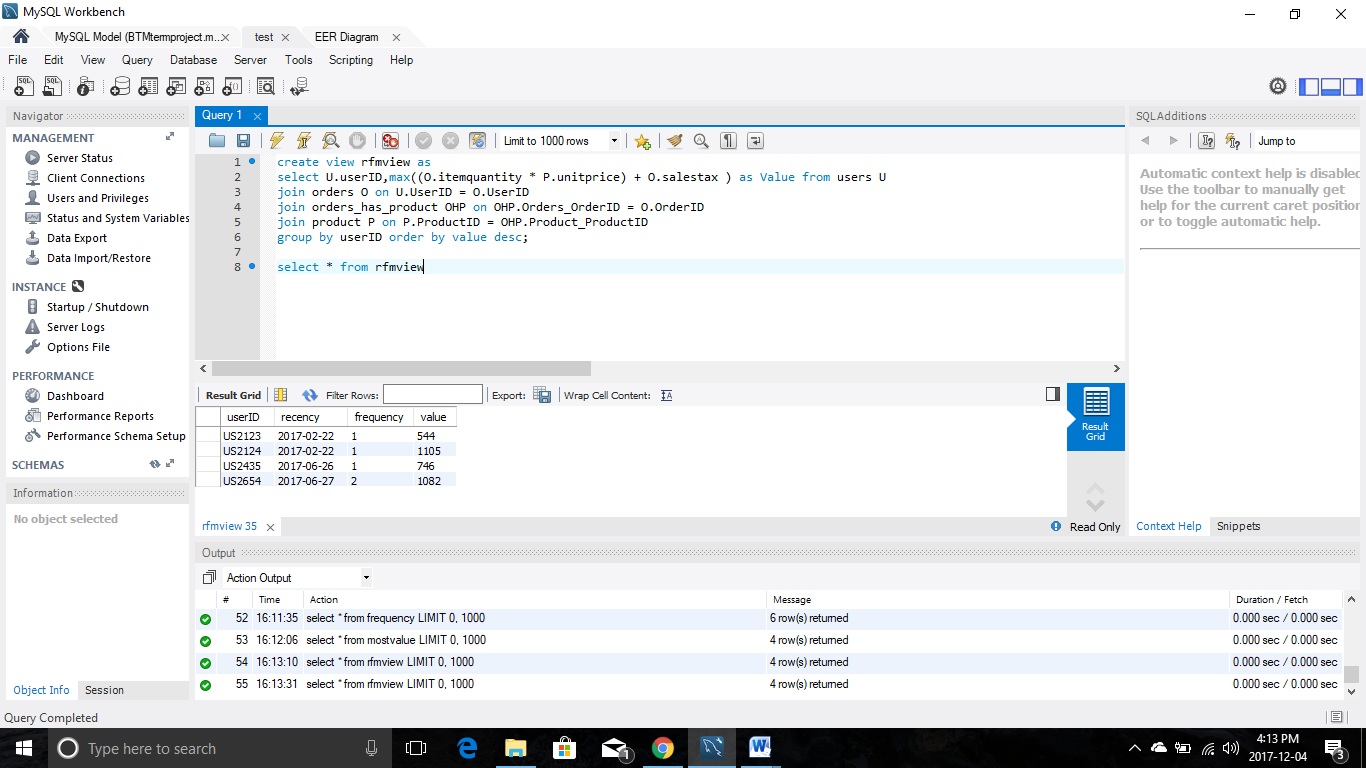 MySQL Workbench
MySQL Model (BTMtermproject.m... test EER Diagram
File Edit View Query Database Server Tools Scripting Help
Navigator
MANAGEMENT
Server Status
Client Connections
Users and Privileges
Status and System Variables
Data Export
Data Import/Restore
INSTANCE
Startup / Shutdown
Server Logs
Options File
PERFORMANCE
Dashboard
Performance Reports
Performance Schema Setup
SCHEMAS
Information
No object selected
Object Info Session
Query 1
Limit to 1000 rows
1 create view rfmview as
2 select U.userID,max((O.itemquantity * P.unitprice) + O.salestax ) as Value from users U
3 join orders O on U.UserID = O.UserID
4 join orders_has_product OHP on OHP.Orders_OrderID = O.OrderID
5 join product P on P.ProductID = OHP.Product_ProductID
6 group by userID order by value desc;
7
8 select * from rfmview
Result Grid Filter Rows: Export: Wrap Cell Content:
userID recency frequency value
US2123 2017-02-22 1 544
US2124 2017-02-22 1 1105
US2435 2017-06-26 1 746
US2654 2017-06-27 2 1082
Result Grid
rfmview 35
Read Only
SQLAdditions
Jump to
Automatic context help is disabled
Use the toolbar to manually get
help for the current caret position
or to toggle automatic help.
Context Help Snippets
Output
Action Output
# Time Action Message Duration / Fetch
52 16:11:35 select * from frequency LIMIT 0, 1000 6 row(s) returned 0.000 sec / 0.000 sec
53 16:12:06 select * from mostvalue LIMIT 0, 1000 4 row(s) returned 0.000 sec / 0.000 sec
54 16:13:10 select * from rfmview LIMIT 0, 1000 4 row(s) returned 0.000 sec / 0.000 sec
55 16:13:31 select * from rfmview LIMIT 0, 1000 4 row(s) returned 0.000 sec / 0.000 sec
Query Completed
Type here to search
1
4:13 PM
2017-12-04
3